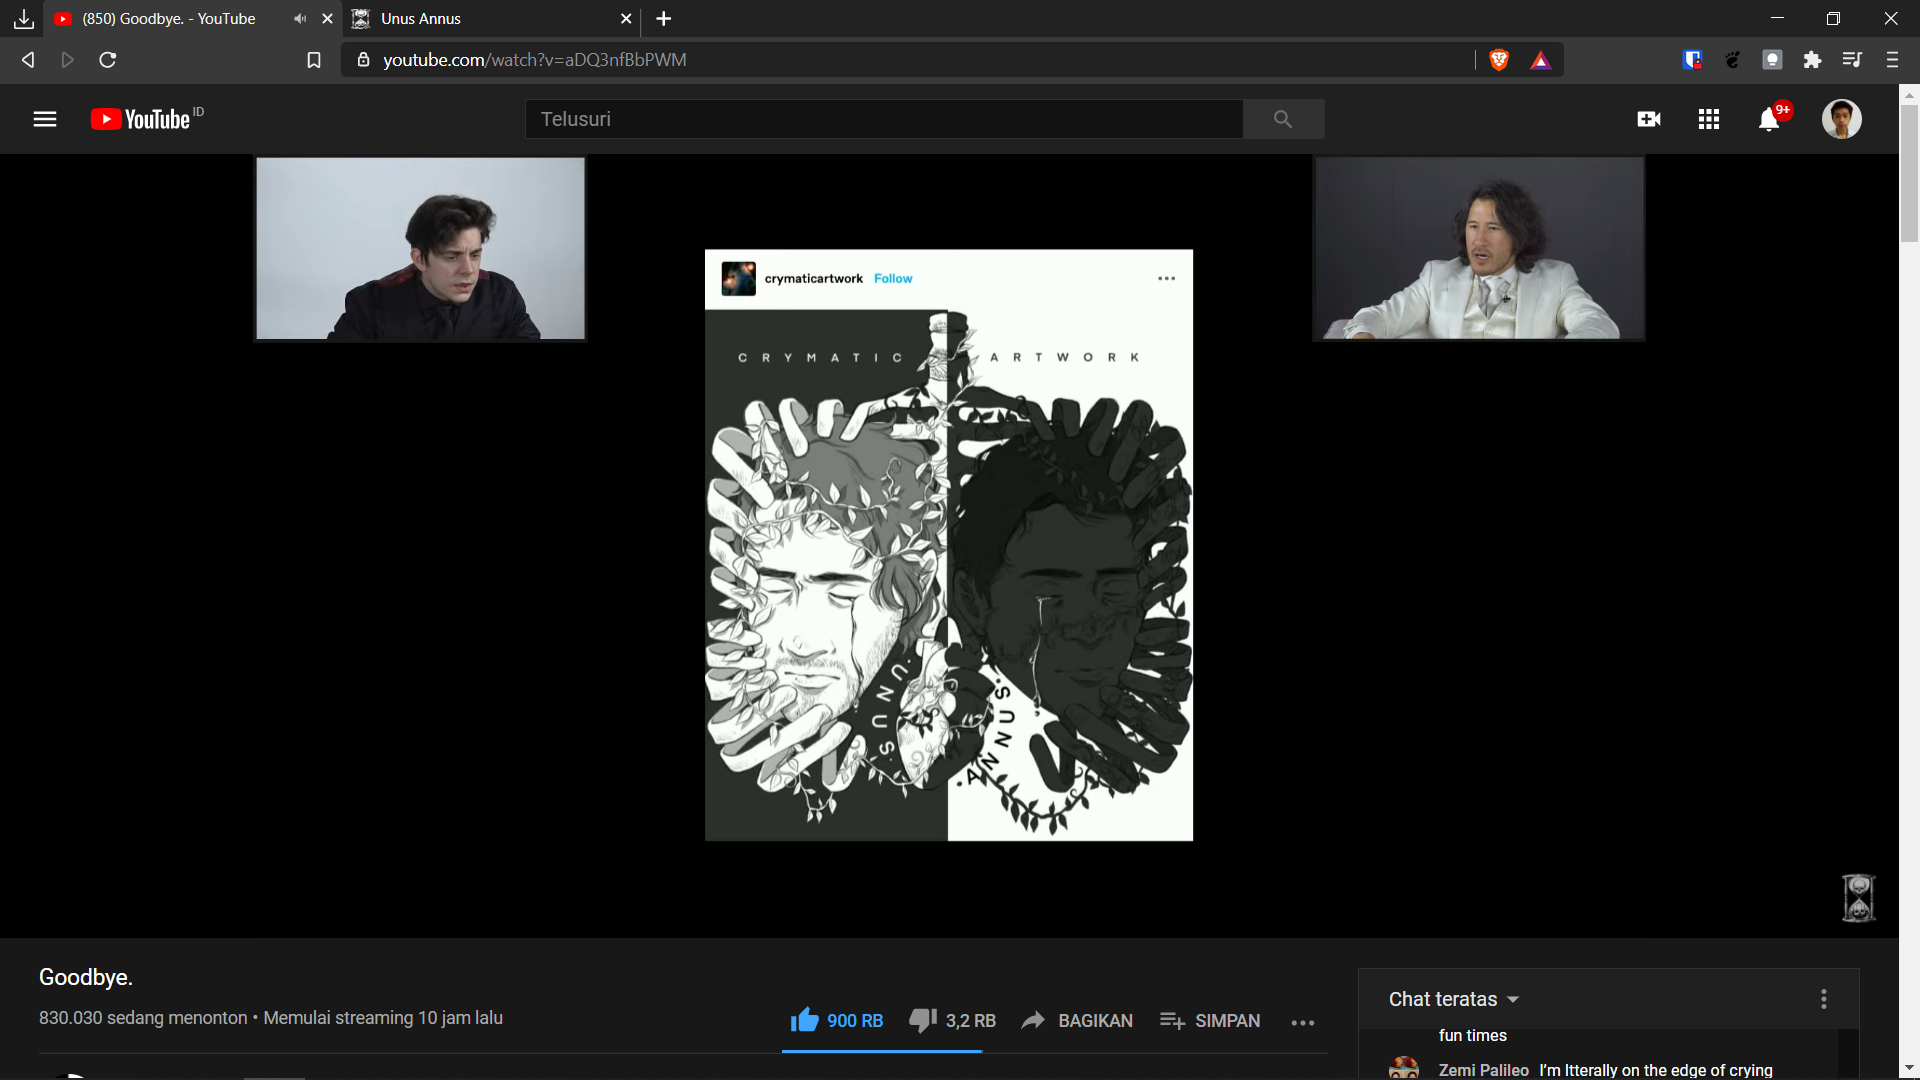 (850) Goodbye. - YouTube
Unus Annus
youtube.com/watch?v=aDQ3nfBbPWM
YouTube ID
Telusuri
9+
crymaticartwork Follow
CRYMATIC ARTWORK
·UNUS·
·ANNUS·
Goodbye.
830.030 sedang menonton • Memulai streaming 10 jam lalu
900 RB
3,2 RB
BAGIKAN
SIMPAN
Chat teratas
fun times
Zemi Palileo I'm ltterally on the edge of crying